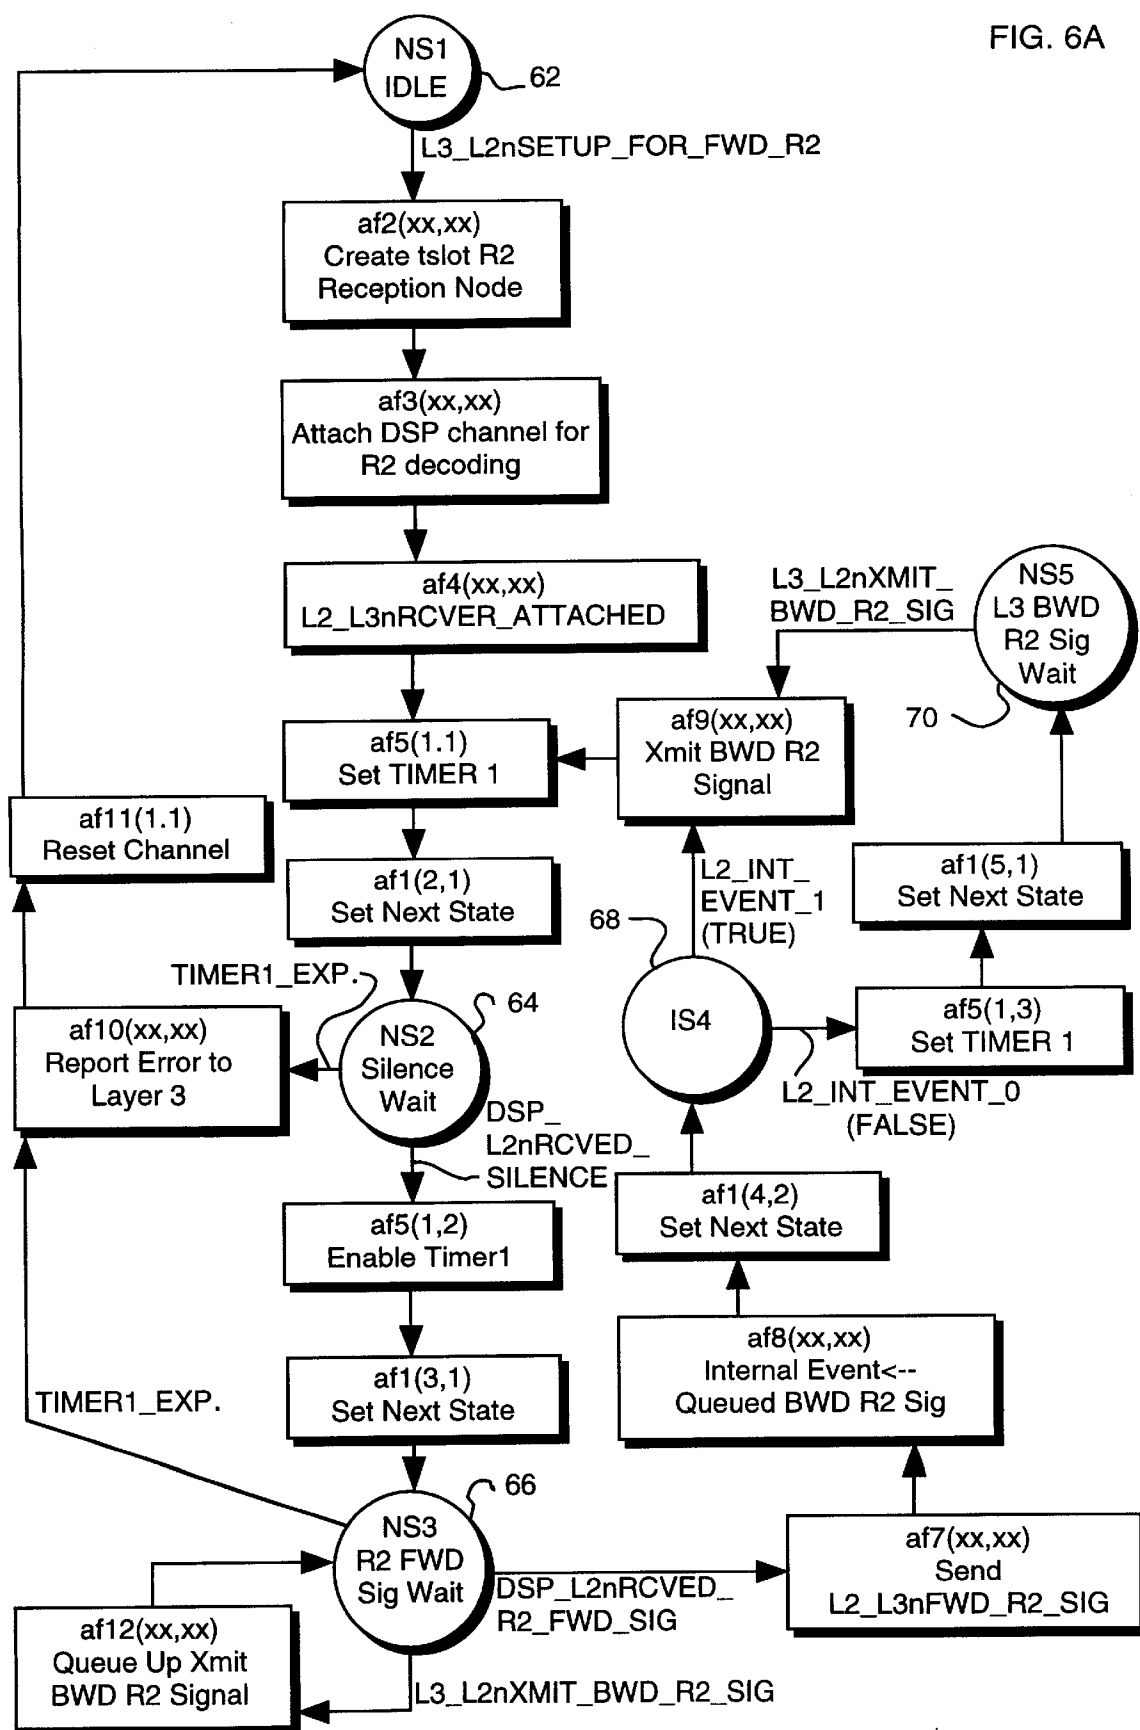 FIG. 6A
NS1
IDLE
62
L3_L2nSETUP_FOR_FWD_R2
af2(xx,xx)
Create tslot R2
Reception Node
af3(xx,xx)
Attach DSP channel for
R2 decoding
af4(xx,xx)
L2_L3nRCVER_ATTACHED
L3_L2nXMIT_
BWD_R2_SIG
NS5
L3 BWD
R2 Sig
Wait
70
af5(1.1)
Set TIMER 1
af9(xx,xx)
Xmit BWD R2
Signal
af11(1.1)
Reset Channel
af1(2,1)
Set Next State
L2_INT_
EVENT_1
(TRUE)
af1(5,1)
Set Next State
68
TIMER1_EXP.
64
af10(xx,xx)
Report Error to
Layer 3
NS2
Silence
Wait
IS4
af5(1,3)
Set TIMER 1
L2_INT_EVENT_0
(FALSE)
DSP_
L2nRCVED_
SILENCE
af1(4,2)
Set Next State
af5(1,2)
Enable Timer1
af8(xx,xx)
Internal Event<--
Queued BWD R2 Sig
af1(3,1)
Set Next State
TIMER1_EXP.
66
NS3
R2 FWD
Sig Wait
af7(xx,xx)
Send
L2_L3nFWD_R2_SIG
DSP_L2nRCVED_
R2_FWD_SIG
af12(xx,xx)
Queue Up Xmit
BWD R2 Signal
L3_L2nXMIT_BWD_R2_SIG